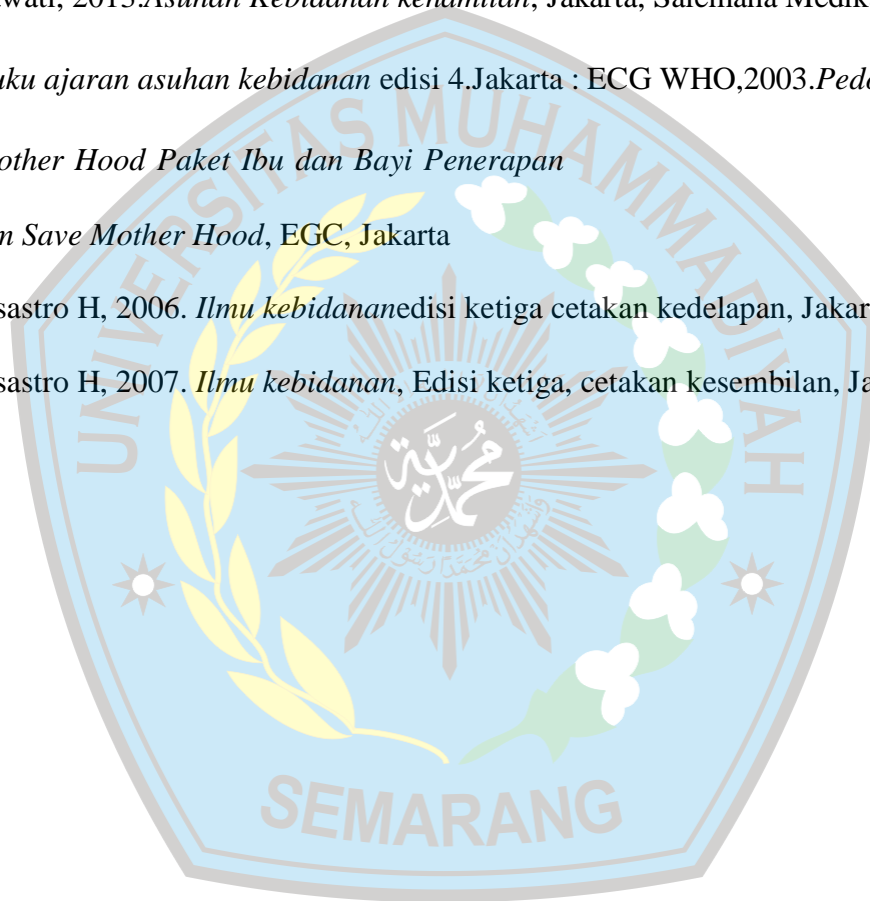 wati, 2013.Asuhan Kebidanan kehamilan, Jakarta, Salemana Medik
uku ajaran asuhan kebidanan edisi 4.Jakarta : ECG WHO,2003.Ped
other Hood Paket Ibu dan Bayi Penerapan
n Save Mother Hood, EGC, Jakarta
sastro H, 2006. Ilmu kebidananedisi ketiga cetakan kedelapan, Jakar
sastro H, 2007. Ilmu kebidanan, Edisi ketiga, cetakan kesembilan, Ja
UNIVERSITAS MUHAMMADIYAH
محمدية
SEMARANG